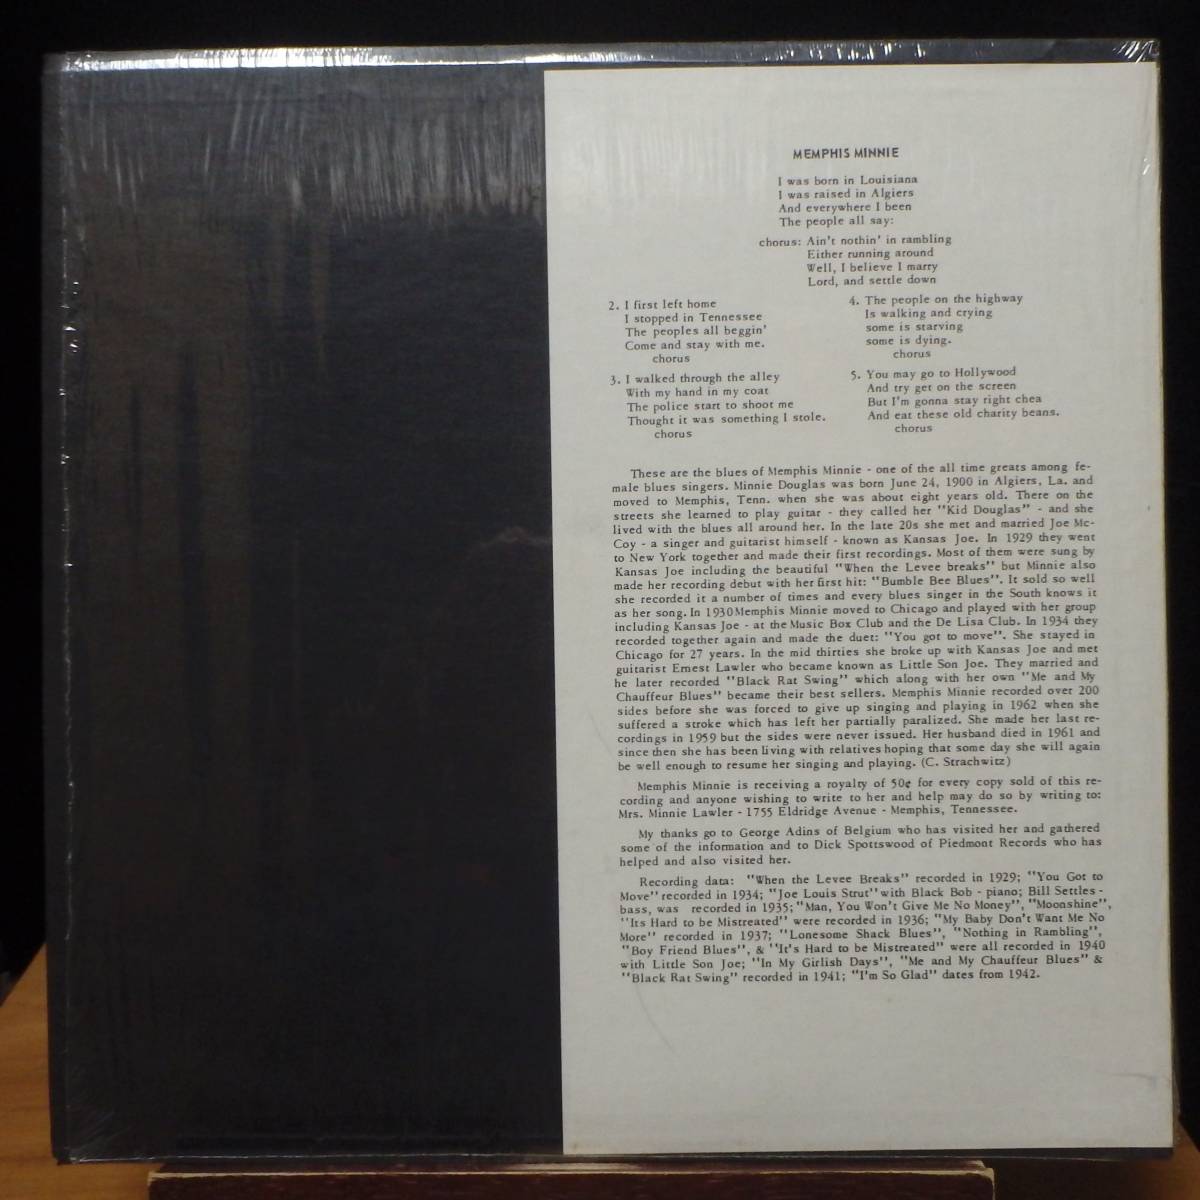 MEMPHIS MINNIE
I was born in Louisiana
I was raised in Algiers
And everywhere I been
The people all say:
chorus: Ain't nothin' in rambling
Either running around
Well, I believe I marry
Lord, and settle down
2. I first left home
I stopped in Tennessee
The peoples all beggin'
Come and stay with me.
chorus
3. I walked through the alley
With my hand in my coat
The police start to shoot me
Thought it was something I stole.
chorus
4. The people on the highway
Is walking and crying
some is starving
some is dying.
chorus
5. You may go to Hollywood
And try get on the screen
But I'm gonna stay right chea
And eat these old charity beans.
chorus
These are the blues of Memphis Minnie - one of the all time greats among fe-
male blues singers. Minnie Douglas was born June 24, 1900 in Algiers, La. and
moved to Memphis, Tenn. when she was about eight years old. There on the
streets she learned to play guitar - they called her "Kid Douglas" - and she
lived with the blues all around her. In the late 20s she met and married Joe Mc-
Coy - a singer and guitarist himself - known as Kansas Joe. In 1929 they went
to New York together and made their first recordings. Most of them were sung by
Kansas Joe including the beautiful "When the Levee breaks" but Minnie also
made her recording debut with her first hit: "Bumble Bee Blues". It sold so well
she recorded it a number of times and every blues singer in the South knows it
as her song. In 1930 Memphis Minnie moved to Chicago and played with her group
including Kansas Joe - at the Music Box Club and the De Lisa Club. In 1934 they
recorded together again and made the duet: "You got to move". She stayed in
Chicago for 27 years. In the mid thirties she broke up with Kansas Joe and met
guitarist Ernest Lawler who became known as Little Son Joe. They married and
he later recorded "Black Rat Swing" which along with her own "Me and My
Chauffeur Blues" became their best sellers. Memphis Minnie recorded over 200
sides before she was forced to give up singing and playing in 1962 when she
suffered a stroke which has left her partially paralized. She made her last re-
cordings in 1959 but the sides were never issued. Her husband died in 1961 and
since then she has been living with relatives hoping that some day she will again
be well enough to resume her singing and playing. (C. Strachwitz)
Memphis Minnie is receiving a royalty of 50¢ for every copy sold of this re-
cording and anyone wishing to write to her and help may do so by writing to:
Mrs. Minnie Lawler - 1755 Eldridge Avenue - Memphis, Tennessee.
My thanks go to George Adins of Belgium who has visited her and gathered
some of the information and to Dick Spottswood of Piedmont Records who has
helped and also visited her.
Recording data: "When the Levee Breaks" recorded in 1929; "You Got to
Move" recorded in 1934; "Joe Louis Strut" with Black Bob - piano; Bill Settles -
bass, was recorded in 1935; "Man, You Won't Give Me No Money", "Moonshine",
"Its Hard to be Mistreated" were recorded in 1936; "My Baby Don't Want Me No
More" recorded in 1937; "Lonesome Shack Blues", "Nothing in Rambling",
"Boy Friend Blues", & "It's Hard to be Mistreated" were all recorded in 1940
with Little Son Joe; "In My Girlish Days", "Me and My Chauffeur Blues" &
"Black Rat Swing" recorded in 1941; "I'm So Glad" dates from 1942.